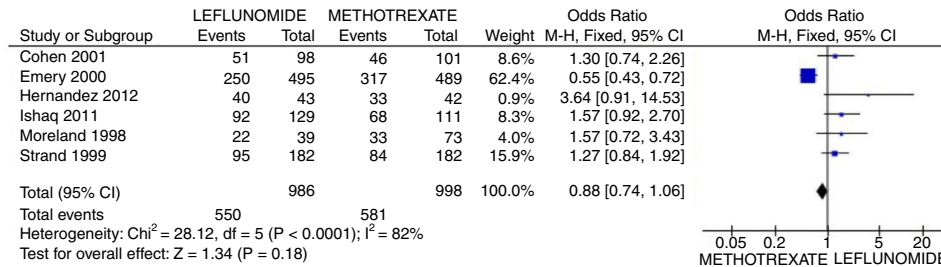 LEFLUNOMIDE METHOTREXATE Odds Ratio Odds Ratio
Study or Subgroup Events Total Events Total Weight M-H, Fixed, 95% CI M-H, Fixed, 95% CI
Cohen 2001 51 98 46 101 8.6% 1.30 [0.74, 2.26]
Emery 2000 250 495 317 489 62.4% 0.55 [0.43, 0.72]
Hernandez 2012 40 43 33 42 0.9% 3.64 [0.91, 14.53]
Ishaq 2011 92 129 68 111 8.3% 1.57 [0.92, 2.70]
Moreland 1998 22 39 33 73 4.0% 1.57 [0.72, 3.43]
Strand 1999 95 182 84 182 15.9% 1.27 [0.84, 1.92]
Total (95% CI) 986 998 100.0% 0.88 [0.74, 1.06]
Total events 550 581
Heterogeneity: Chi² = 28.12, df = 5 (P < 0.0001); I² = 82%
Test for overall effect: Z = 1.34 (P = 0.18)
0.05 0.2 1 5 20
METHOTREXATE LEFLUNOMIDE